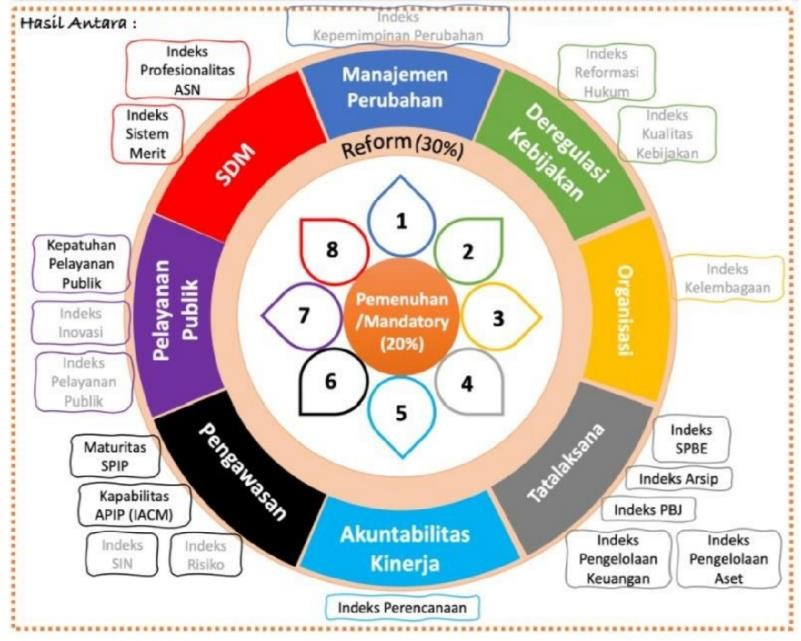 Hasil Antara :
Indeks
Kepemimpinan Perubahan
Indeks
Profesionalitas
ASN
Indeks
Sistem
Merit
Indeks
Reformasi
Hukum
Indeks
Kualitas
Kebijakan
Manajemen
Perubahan
Deregulasi
Kebijakan
SDM
Reform (30%)
1
2
3
4
5
6
7
8
Pemenuhan
/Mandatory
(20%)
Organisasi
Indeks
Kelembagaan
Kepatuhan
Pelayanan
Publik
Indeks
Inovasi
Indeks
Pelayanan
Publik
Pelayanan
Publik
Pengawasan
Tatalaksana
Akuntabilitas
Kinerja
Maturitas
SPIP
Kapabilitas
APIP (IACM)
Indeks
SIN
Indeks
Risiko
Indeks
SPBE
Indeks Arsip
Indeks PBJ
Indeks
Pengelolaan
Keuangan
Indeks
Pengelolaan
Aset
Indeks Perencanaan